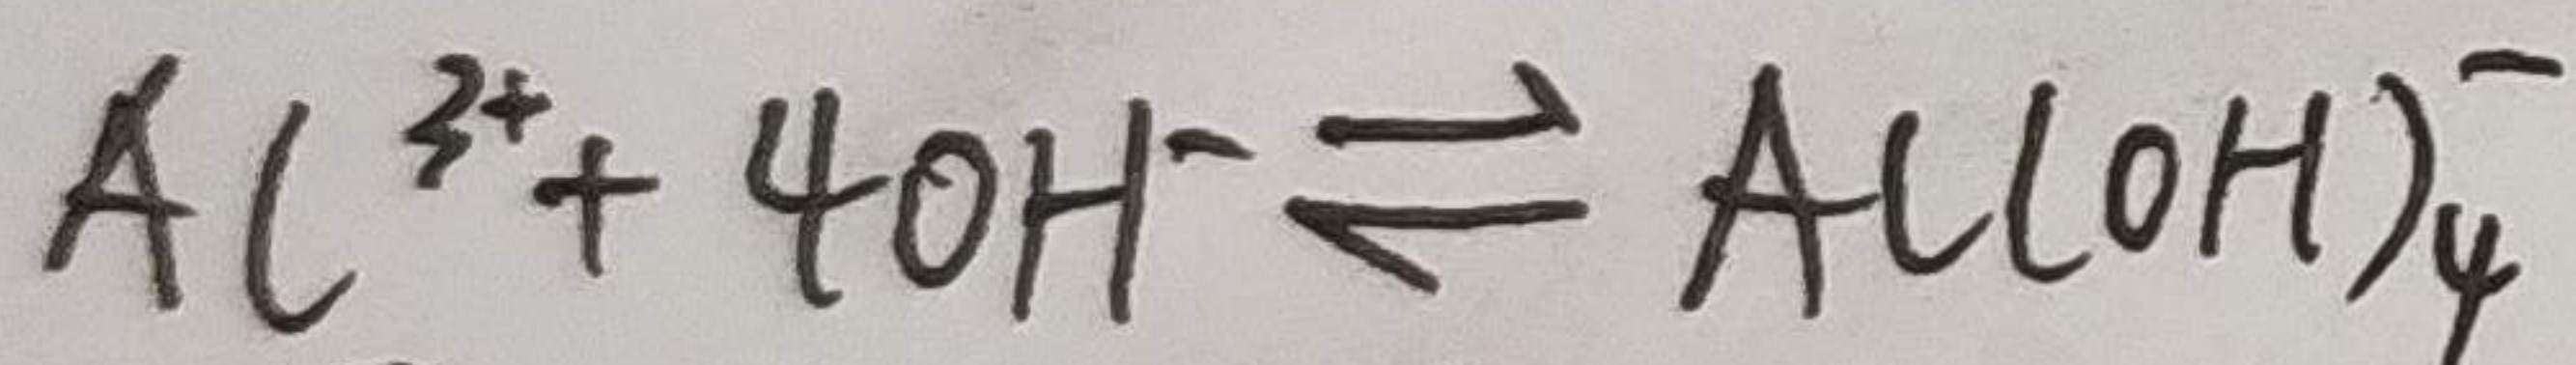 Al³⁺ + 4OH⁻ ⇌ Al(OH)₄⁻